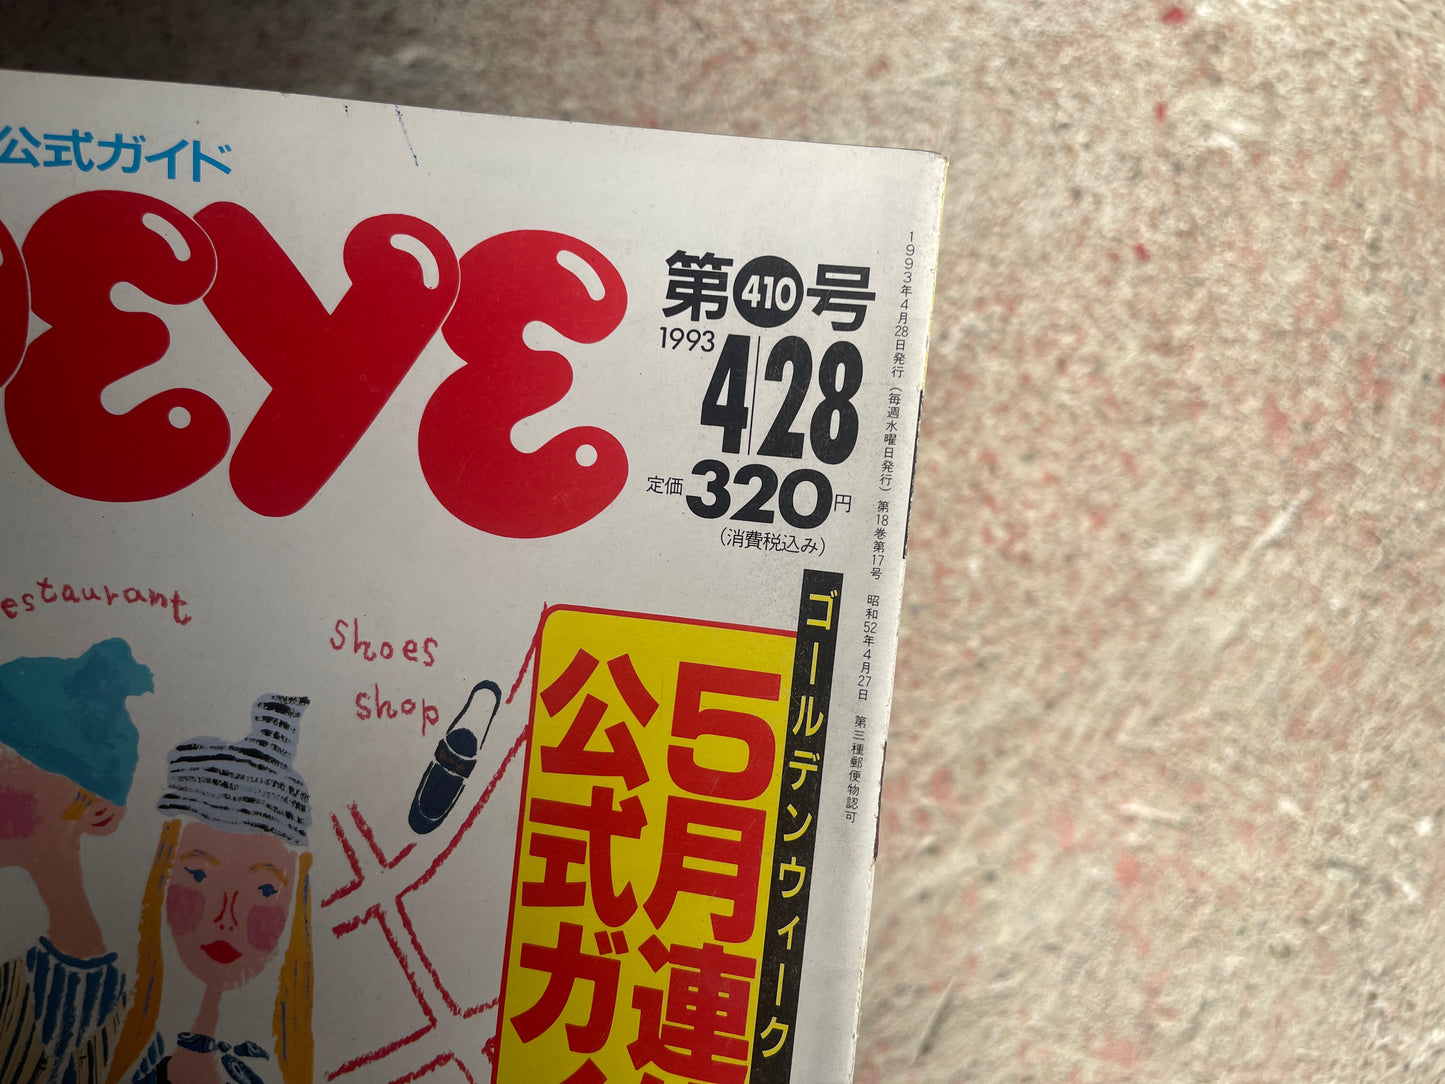 公式ガイド
EYE
第410号
1993
4/28
定価320円
(消費税込み)
1993年4月28日発行(毎週水曜日発行)第18巻第17号 昭和52年4月27日 第三種郵便物認可
estaurant
shoes
shop
ゴールデンウィーク
5月連
公式ガ